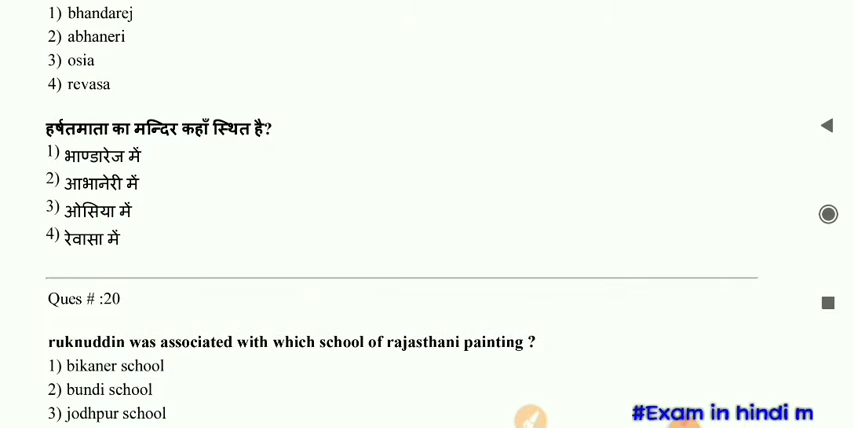 1) bhandarej
2) abhaneri
3) osia
4) revasa
हर्षतमाता का मन्दिर कहाँ स्थित है?
1) भाण्डारेज में
2) आभानेरी में
3) ओसिया में
4) रेवासा में
Ques # :20
ruknuddin was associated with which school of rajasthani painting ?
1) bikaner school
2) bundi school
3) jodhpur school
#Exam in hindi m